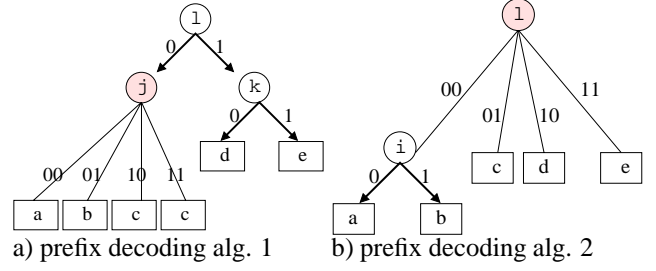 l
l
0 1
j
k
00
01
10
11
0 1
d
e
i
0 1
c
d
e
00 01 10 11
a
b
c
c
a
b
a) prefix decoding alg. 1
b) prefix decoding alg. 2